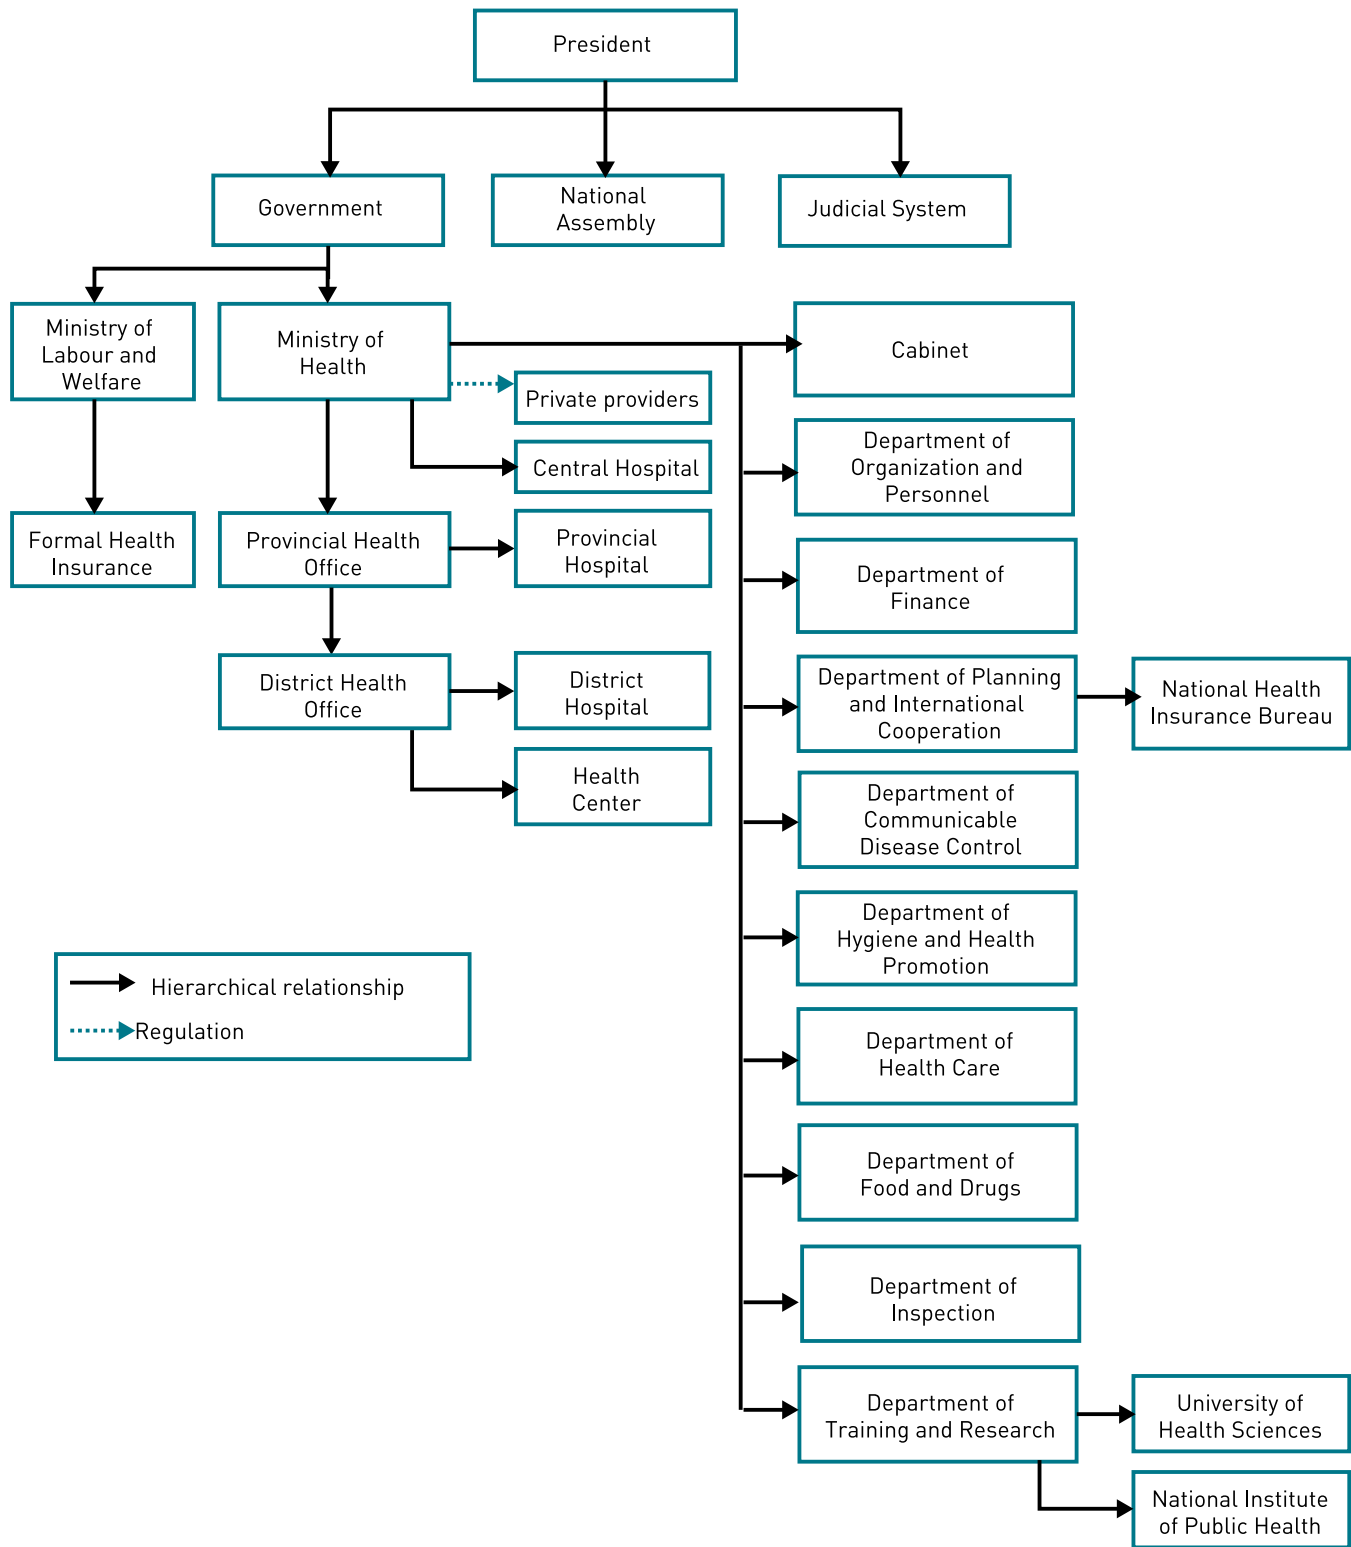 President
Government
National
Assembly
Judicial System
Ministry of
Labour and
Welfare
Ministry of
Health
Cabinet
Private providers
Central Hospital
Department of
Organization and
Personnel
Formal Health
Insurance
Provincial Health
Office
Provincial
Hospital
Department of
Finance
District Health
Office
District
Hospital
Department of Planning
and International
Cooperation
National Health
Insurance Bureau
Health
Center
Department of
Communicable
Disease Control
Department of
Hygiene and Health
Promotion
Hierarchical relationship
Regulation
Department of
Health Care
Department of
Food and Drugs
Department of
Inspection
Department of
Training and Research
University of
Health Sciences
National Institute
of Public Health